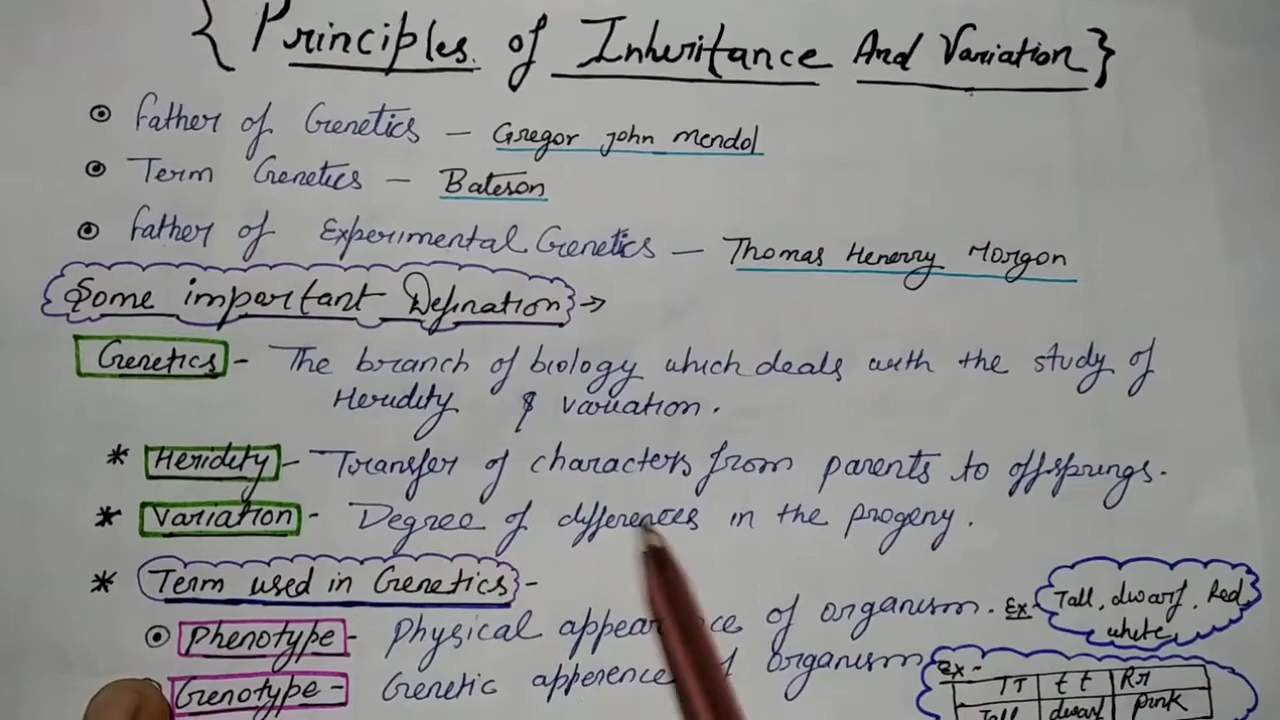 { Principles of Inheritance And Variation }
Father of Genetics – Gregor john Mendol
Term Genetics – Bateson
Father of Experimental Genetics – Thomas Henerry Morgon
Some important Defination →
Genetics - The branch of biology which deals with the study of
Heridity & variation.
* Heridity - Transfer of characters from parents to offsprings.
* Variation - Degree of differences in the progeny.
* Term used in Genetics -
Phenotype - Physical appearance of organism. Ex- Tall, dwarf, Red,
white
Genotype - Genetic apperence of organism ex-
TT tt Rr
Tall dwarf pink